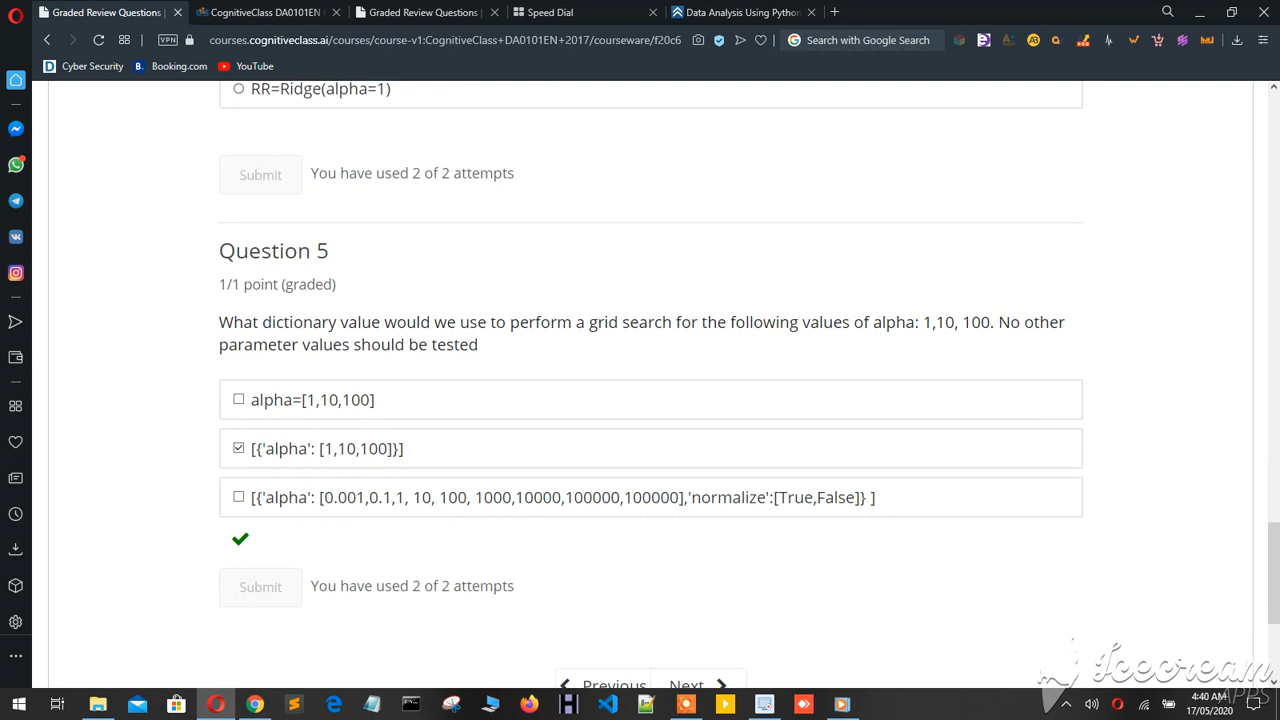 Graded Review Questions
CognitiveClass DA0101EN
Graded Review Questions
Speed Dial
Data Analysis Using Python
VPN
courses.cognitiveclass.ai/courses/course-v1:CognitiveClass+DA0101EN+2017/courseware/f20c6
Search with Google Search
Cyber Security
B. Booking.com
YouTube
RR=Ridge(alpha=1)
Submit
You have used 2 of 2 attempts
Question 5
1/1 point (graded)
What dictionary value would we use to perform a grid search for the following values of alpha: 1,10, 100. No other
parameter values should be tested
alpha=[1,10,100]
[{'alpha': [1,10,100]}]
[{'alpha': [0.001,0.1,1, 10, 100, 1000,10000,100000,100000],'normalize':[True,False]} ]
Submit
You have used 2 of 2 attempts
Previous
Next
Icecream
APPS
4:40 AM
17/05/2020